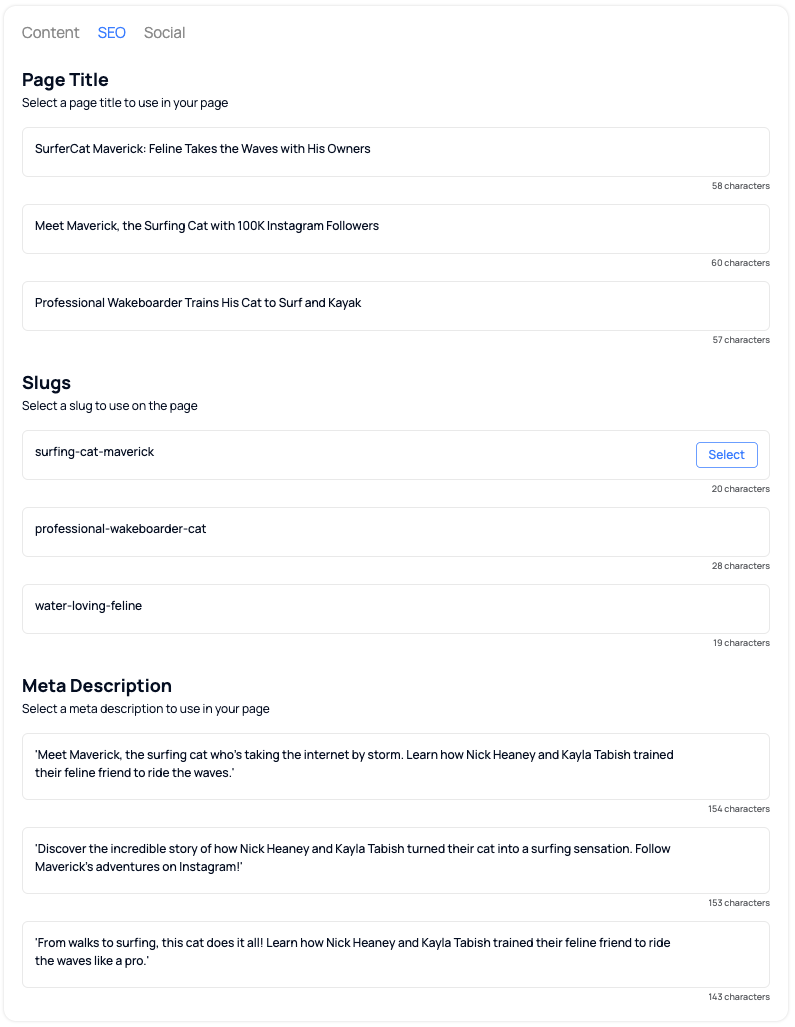 Content SEO Social
Page Title
Select a page title to use in your page
SurferCat Maverick: Feline Takes the Waves with His Owners
58 characters
Meet Maverick, the Surfing Cat with 100K Instagram Followers
60 characters
Professional Wakeboarder Trains His Cat to Surf and Kayak
57 characters
Slugs
Select a slug to use on the page
surfing-cat-maverick
Select
20 characters
professional-wakeboarder-cat
28 characters
water-loving-feline
19 characters
Meta Description
Select a meta description to use in your page
'Meet Maverick, the surfing cat who's taking the internet by storm. Learn how Nick Heaney and Kayla Tabish trained
their feline friend to ride the waves.'
154 characters
'Discover the incredible story of how Nick Heaney and Kayla Tabish turned their cat into a surfing sensation. Follow
Maverick's adventures on Instagram!'
153 characters
'From walks to surfing, this cat does it all! Learn how Nick Heaney and Kayla Tabish trained their feline friend to ride
the waves like a pro.'
143 characters